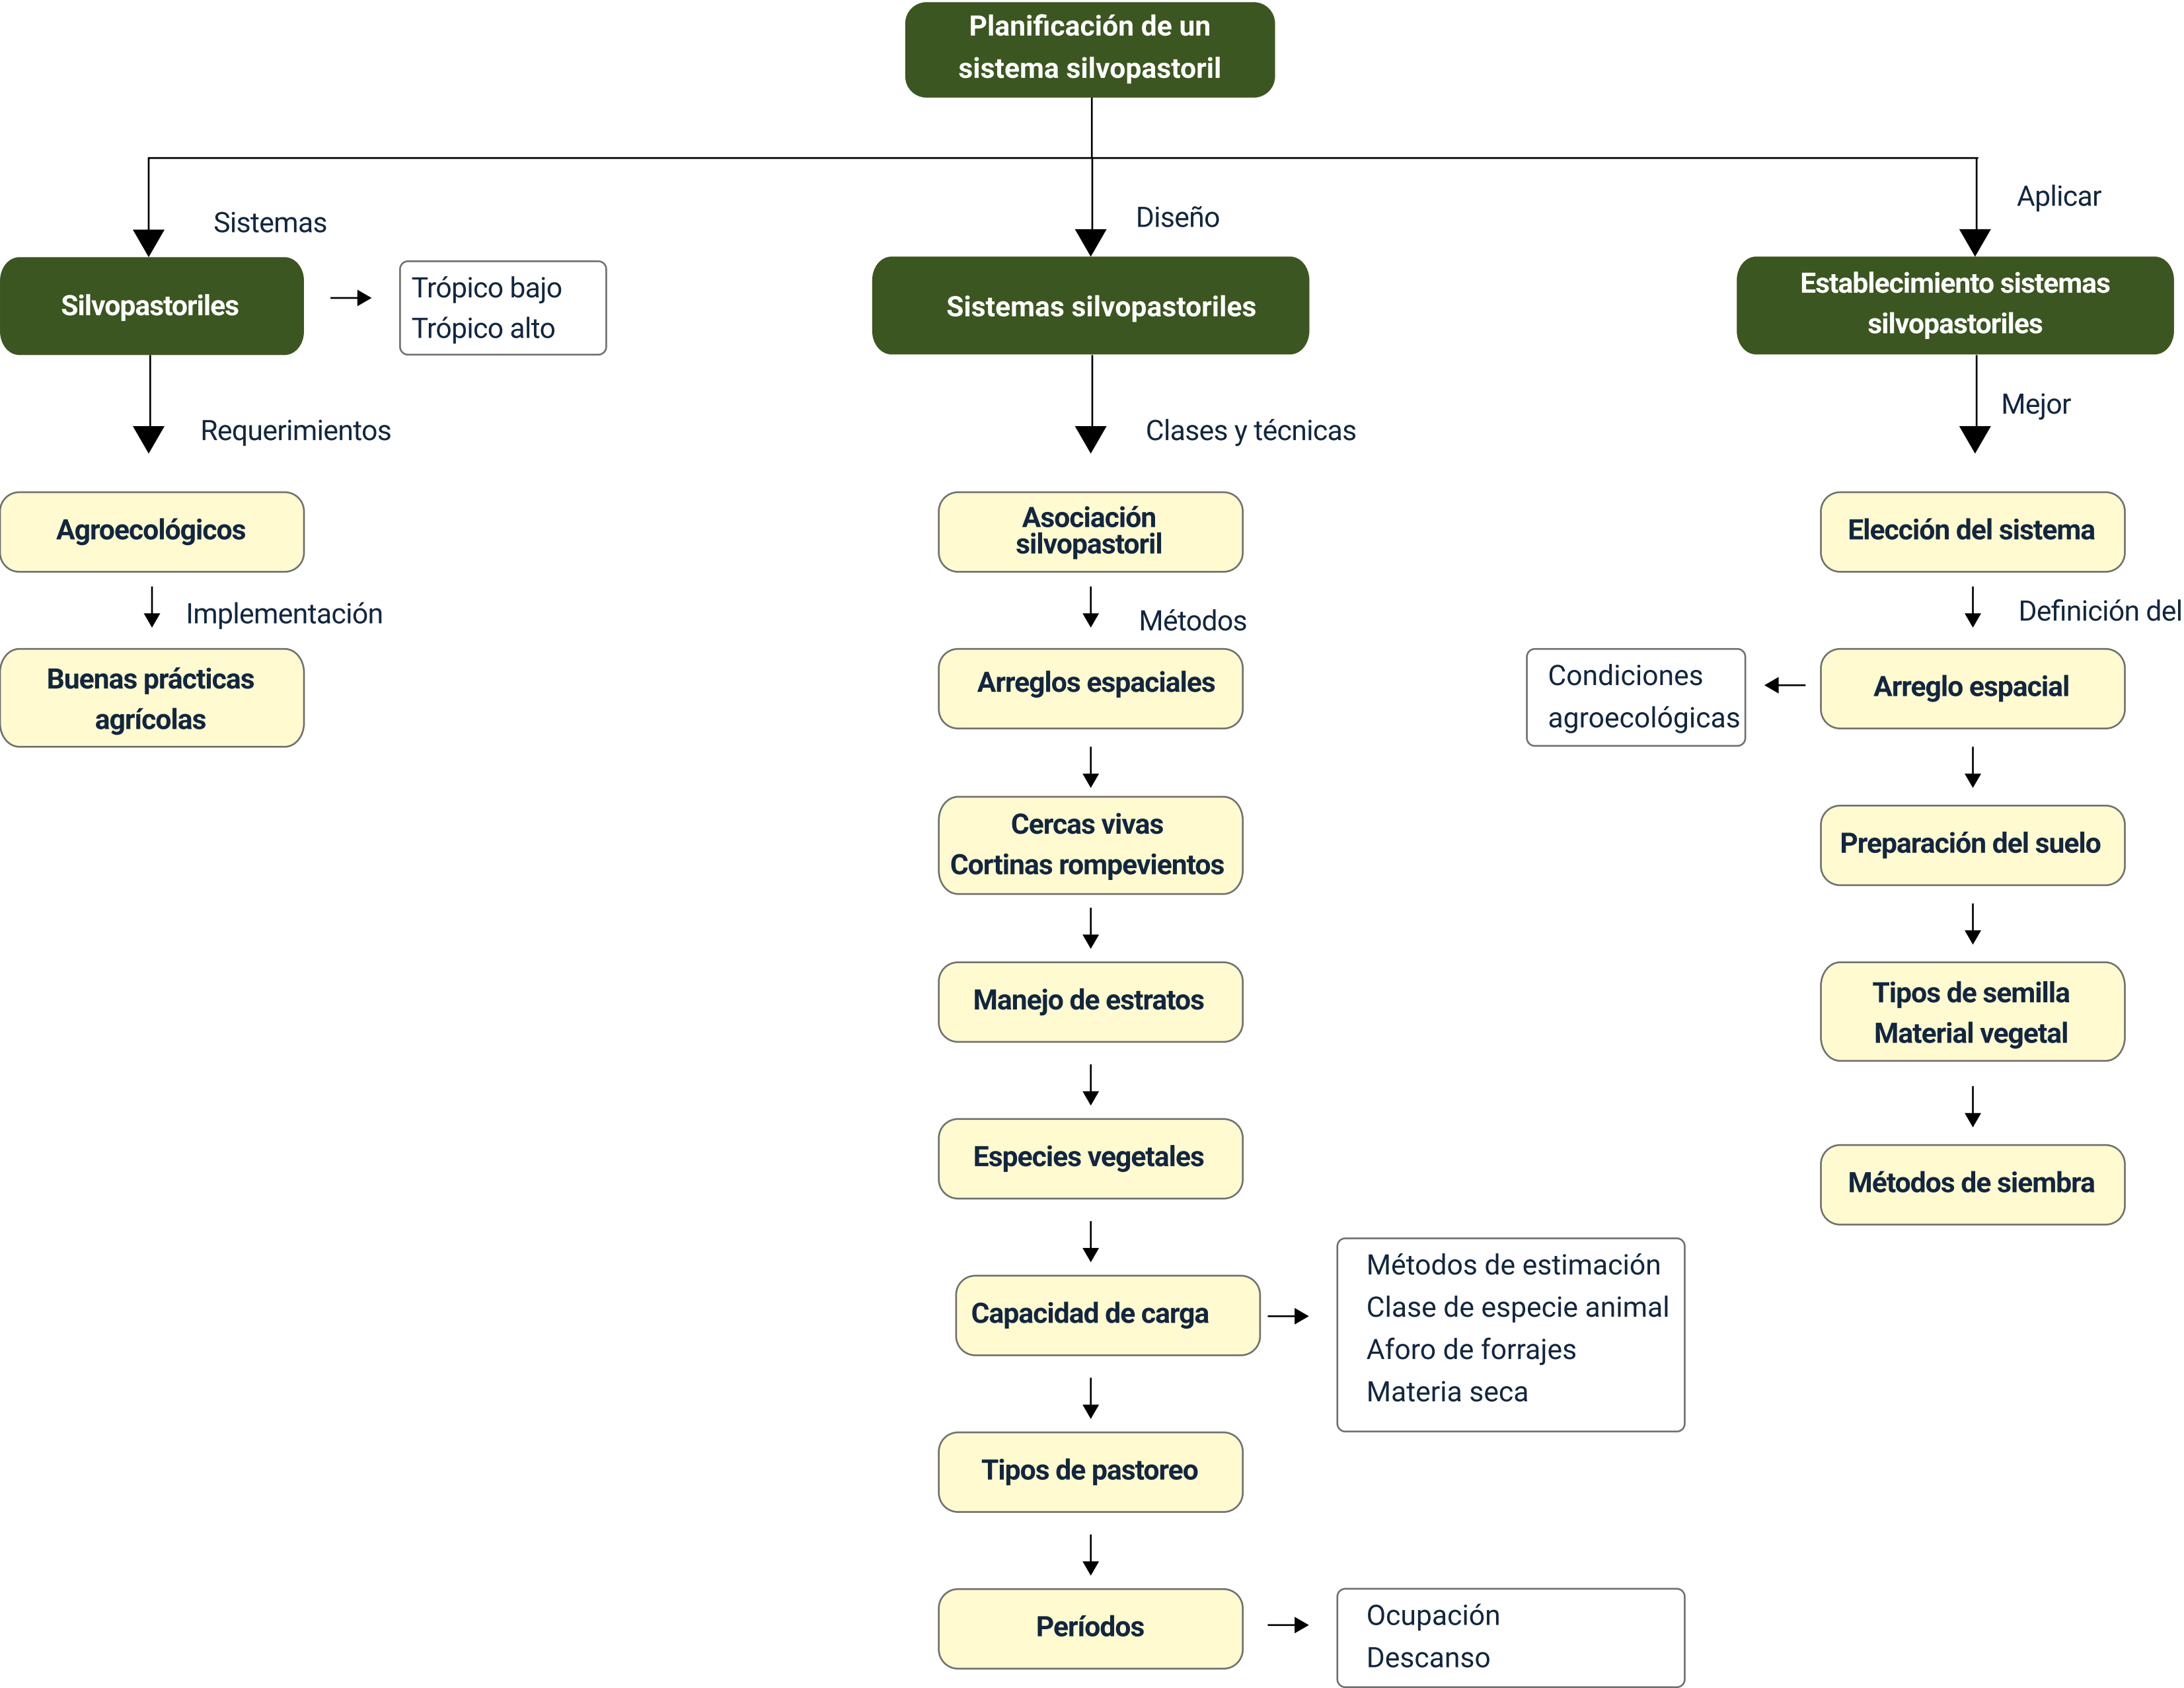 Planificación de un
sistema silvopastoril
Sistemas
Silvopastoriles
Trópico bajo
Trópico alto
Requerimientos
Agroecológicos
Implementación
Buenas prácticas
agrícolas
Diseño
Sistemas silvopastoriles
Clases y técnicas
Asociación
silvopastoril
Métodos
Arreglos espaciales
Cercas vivas
Cortinas rompevientos
Manejo de estratos
Especies vegetales
Capacidad de carga
Métodos de estimación
Clase de especie animal
Aforo de forrajes
Materia seca
Tipos de pastoreo
Períodos
Ocupación
Descanso
Aplicar
Establecimiento sistemas
silvopastoriles
Mejor
Elección del sistema
Definición del
Arreglo espacial
Condiciones
agroecológicas
Preparación del suelo
Tipos de semilla
Material vegetal
Métodos de siembra